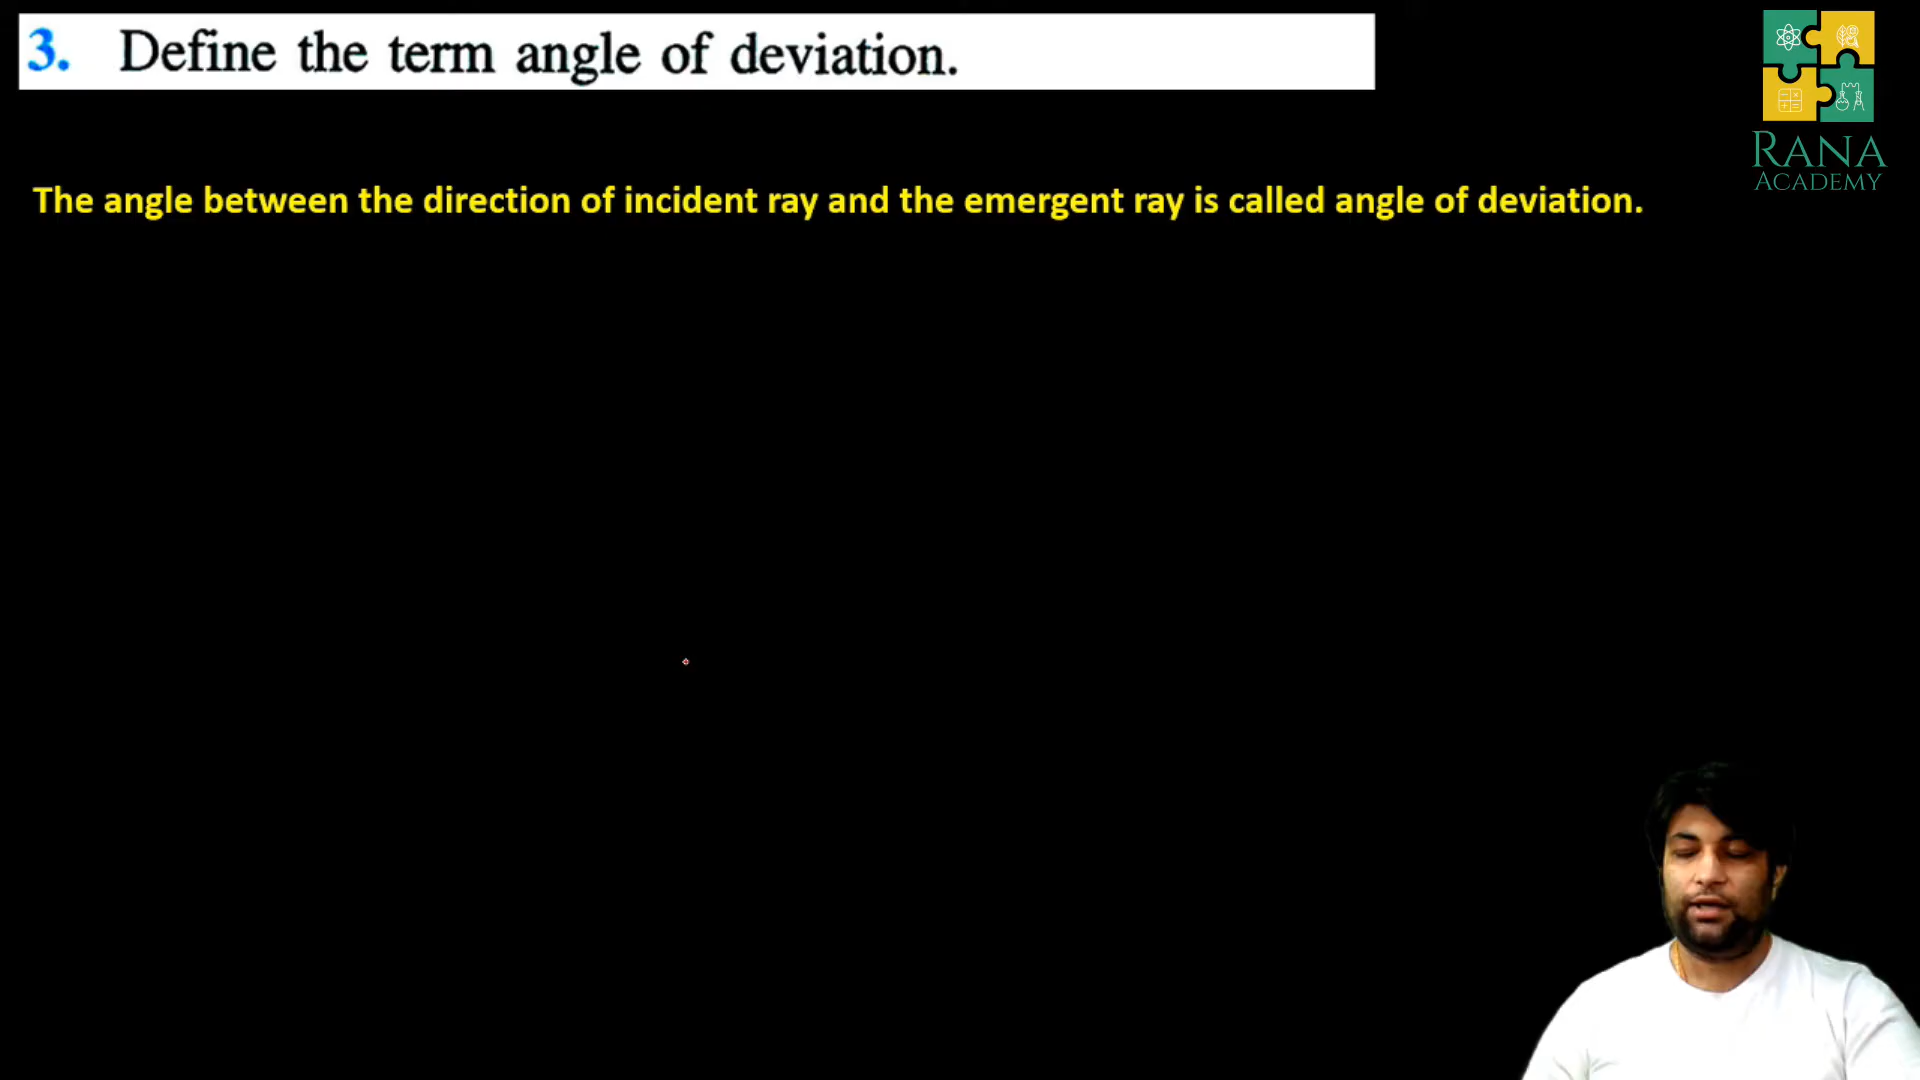 3. Define the term angle of deviation.
RANA
ACADEMY
The angle between the direction of incident ray and the emergent ray is called angle of deviation.